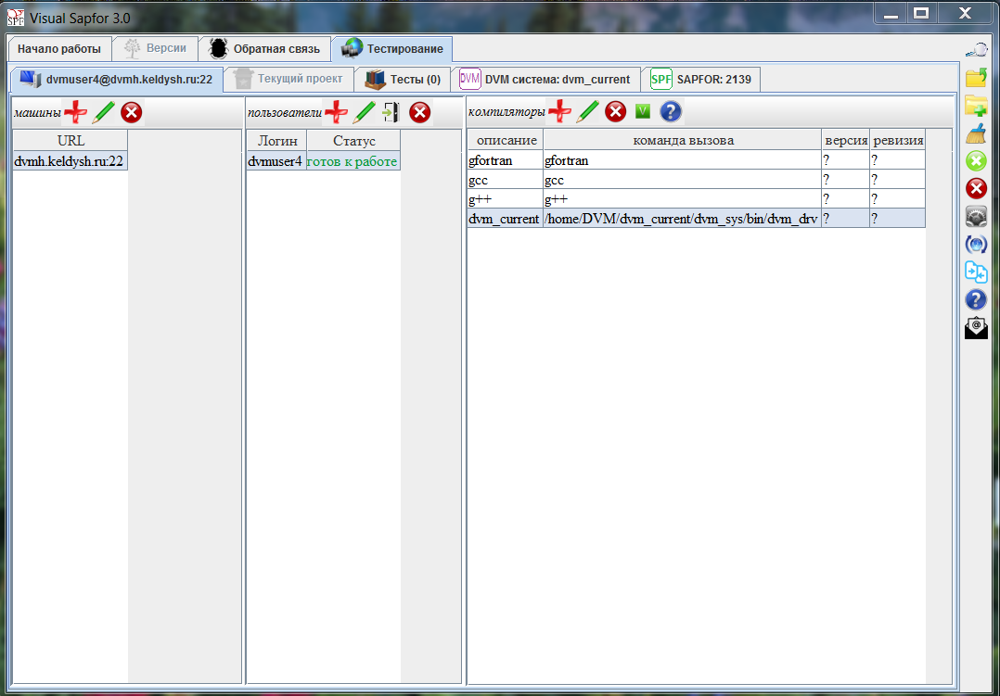 SPF Visual Sapfor 3.0
Начало работы Версии Обратная связь Тестирование
dvmuser4@dvmh.keldysh.ru:22 Текущий проект Тесты (0) DVM DVM система: dvm_current SPF SAPFOR: 2139
машины пользователи компиляторы V ?
URL Логин Статус описание команда вызова версия ревизия
dvmh.keldysh.ru:22 dvmuser4 готов к работе gfortran gfortran ? ?
gcc gcc ? ?
g++ g++ ? ?
dvm_current /home/DVM/dvm_current/dvm_sys/bin/dvm_drv ? ?
?
@